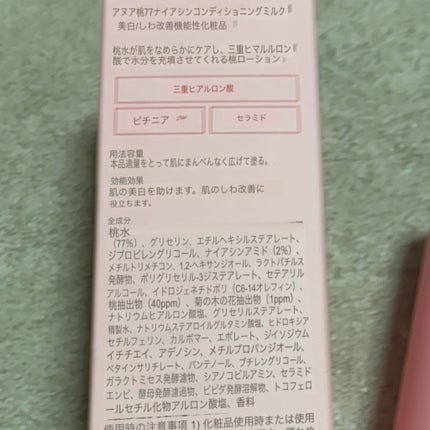 アヌア桃77ナイアシンコンディショニングミルク
美白/しわ改善機能性化粧品
桃水が肌をなめらかにケアし、三重ヒマルルロン
酸で水分を充填させてくれる桃ローション
三重ヒアルロン酸
ビチニア
セラミド
用法容量
本品適量をとって肌にまんべんなく広げて塗る。
効能効果
肌の美白を助けます。肌のしわ改善に
役立ちます。
全成分
桃水
(77%)、グリセリン、エチルヘキシルステアレート、
ジプロピレングリコール、ナイアシンアミド（2%）、
メチルトリメチコン、1,2ヘキサンジオール、ラクトバチルス
発酵物、ポリグリセリル-3ジステアレート、セテアリル
アルコール、イドロジェネチドポリ（C6-14オレフィン）、
桃抽出物（40ppm）、菊の木の花抽出物（1ppm）、
ナトリウムヒアルロン酸塩、グリセリルステアレート、
精製水、ナトリウムステアロイルグルタミン酸塩、ヒドロキシア
セチルフェリン、カルボマー、エボレート、ジイソジウム
イチチエイ、アデノシン、メチルプロパンジオール、
ベタインサリチレート、パンテノール、ブチレングリコール、
ガラクトミセス発酵濾物、シアノコビルアミン、セラミド
エンピ、酵母発酵濾過物、ビピダ発酵溶解物、トコフェロ
ールセチル化物アルロン酸塩、香料
使用時の注意事項 1) 化粧品使用時または使用